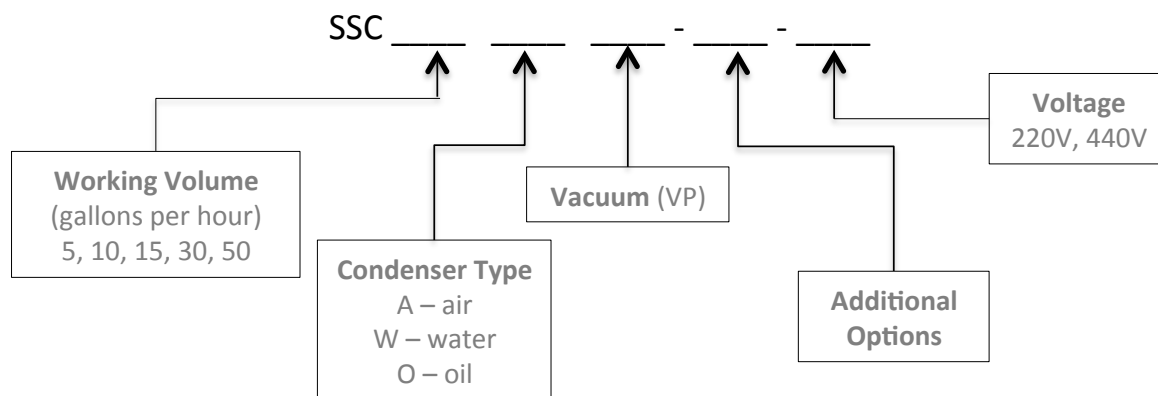 SSC ____ ____ ____ - ____ - ____
Voltage
220V, 440V
Working Volume
(gallons per hour)
5, 10, 15, 30, 50
Vacuum (VP)
Condenser Type
A – air
W – water
O – oil
Additional
Options